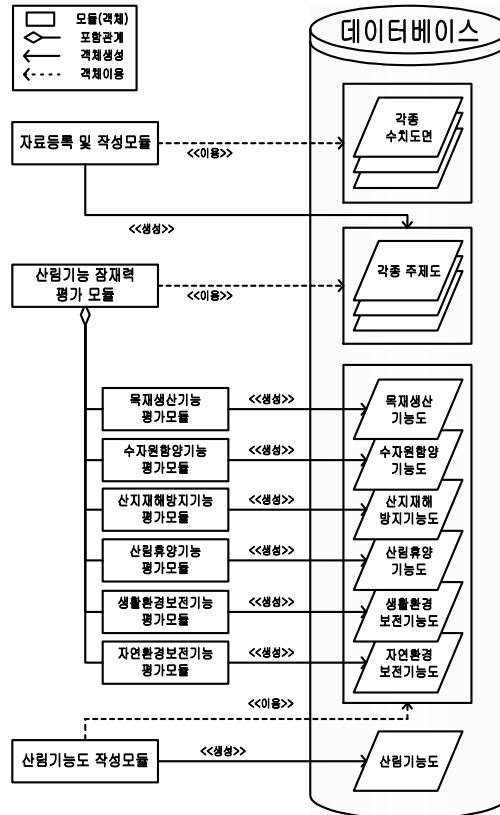 모듈(객체)
포함관계
객체생성
객체이용
데이터베이스
각종
수치도면
자료등록 및 작성모듈
<<이용>>
<<생성>>
각종 주제도
산림기능 잠재력
평가 모듈
<<이용>>
목재생산기능
평가모듈
<<생성>>
목재생산
기능도
수자원함양기능
평가모듈
<<생성>>
수자원함양
기능도
산지재해방지기능
평가모듈
<<생성>>
산지재해
방지기능도
산림휴양기능
평가모듈
<<생성>>
산림휴양
기능도
생활환경보전기능
평가모듈
<<생성>>
생활환경
보전기능도
자연환경보전기능
평가모듈
<<생성>>
자연환경
보전기능도
<<이용>>
산림기능도 작성모듈
<<생성>>
산림기능도